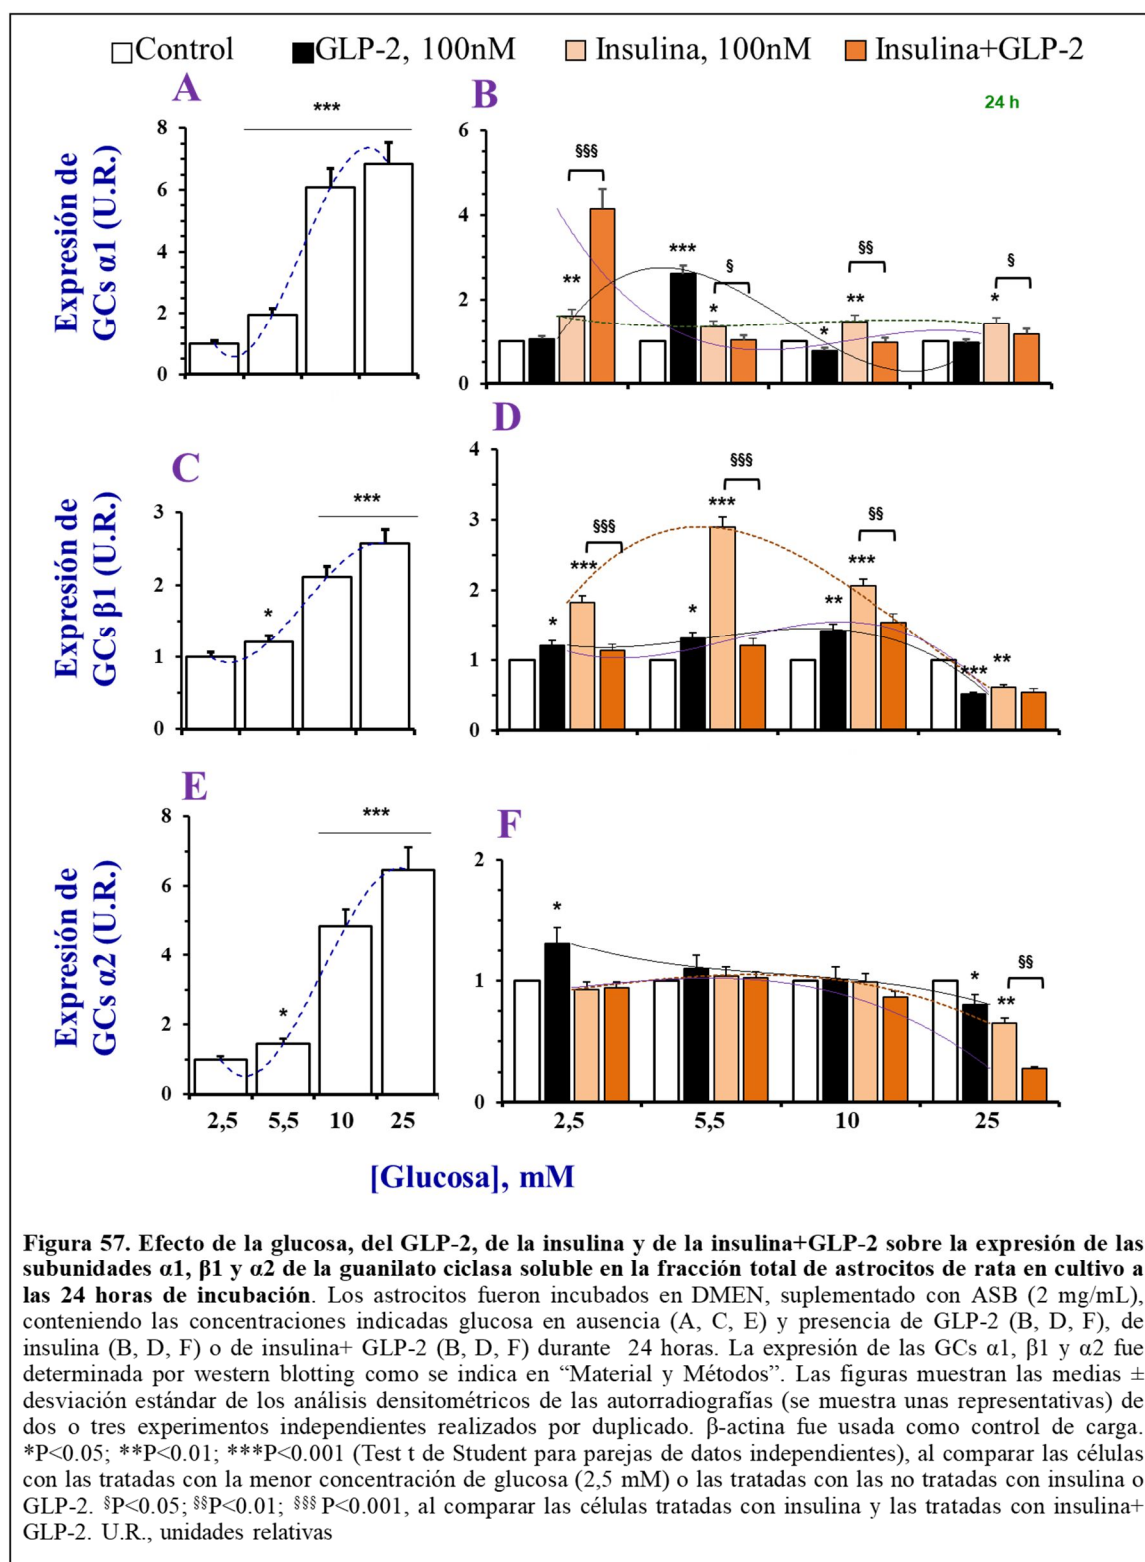 Control GLP-2, 100nM Insulina, 100nM Insulina+GLP-2
24 h
A
Expresión de
GCs α1 (U.R.)
***
8
6
4
2
0
B
6
4
2
0
**
§§§
***
*
§
*
**
§§
*
§
C
Expresión de
GCs β1 (U.R.)
3
2
1
0
*
***
D
4
3
2
1
0
*
***
§§§
*
***
§§§
**
***
§§
***
**
E
Expresión de
GCs α2 (U.R.)
8
6
4
2
0
*
***
2,5 5,5 10 25
F
2
1
0
*
*
**
§§
2,5 5,5 10 25
[Glucosa], mM
Figura 57. Efecto de la glucosa, del GLP-2, de la insulina y de la insulina+GLP-2 sobre la expresión de las
subunidades α1, β1 y α2 de la guanilato ciclasa soluble en la fracción total de astrocitos de rata en cultivo a
las 24 horas de incubación. Los astrocitos fueron incubados en DMEN, suplementado con ASB (2 mg/mL),
conteniendo las concentraciones indicadas glucosa en ausencia (A, C, E) y presencia de GLP-2 (B, D, F), de
insulina (B, D, F) o de insulina+ GLP-2 (B, D, F) durante 24 horas. La expresión de las GCs α1, β1 y α2 fue
determinada por western blotting como se indica en “Material y Métodos”. Las figuras muestran las medias ±
desviación estándar de los análisis densitométricos de las autorradiografías (se muestra unas representativas) de
dos o tres experimentos independientes realizados por duplicado. β-actina fue usada como control de carga.
*P<0.05; **P<0.01; ***P<0.001 (Test t de Student para parejas de datos independientes), al comparar las células
con las tratadas con la menor concentración de glucosa (2,5 mM) o las tratadas con las no tratadas con insulina o
GLP-2. §P<0.05; §§P<0.01; §§§ P<0.001, al comparar las células tratadas con insulina y las tratadas con insulina+
GLP-2. U.R., unidades relativas